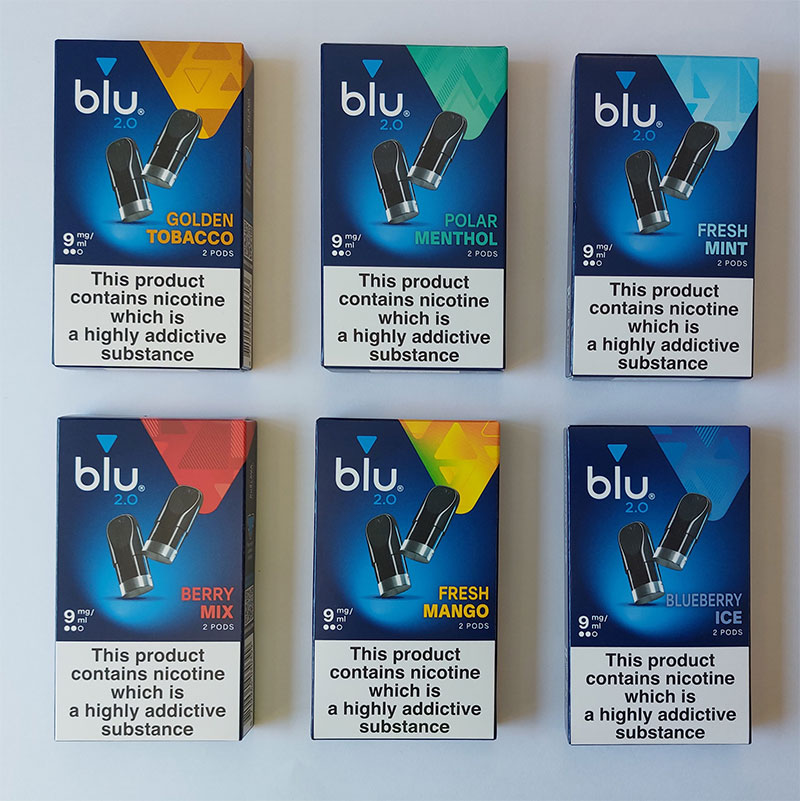 blu®
2.0
GOLDEN
TOBACCO
9 mg/ml
2 PODS
This product
contains nicotine
which is
a highly addictive
substance
blu®
2.0
POLAR
MENTHOL
9 mg/ml
2 PODS
This product
contains nicotine
which is
a highly addictive
substance
blu®
2.0
FRESH
MINT
9 mg/ml
2 PODS
This product
contains nicotine
which is
a highly addictive
substance
blu®
2.0
BERRY
MIX
9 mg/ml
2 PODS
This product
contains nicotine
which is
a highly addictive
substance
blu®
2.0
FRESH
MANGO
9 mg/ml
2 PODS
This product
contains nicotine
which is
a highly addictive
substance
blu®
2.0
BLUEBERRY
ICE
9 mg/ml
2 PODS
This product
contains nicotine
which is
a highly addictive
substance